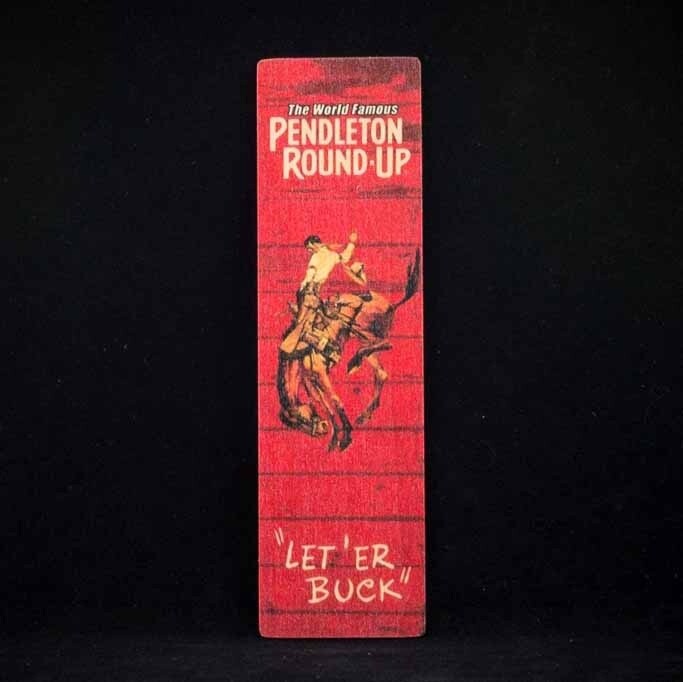 The World Famous
PENDLETON
ROUND-UP
"LET 'ER
BUCK"